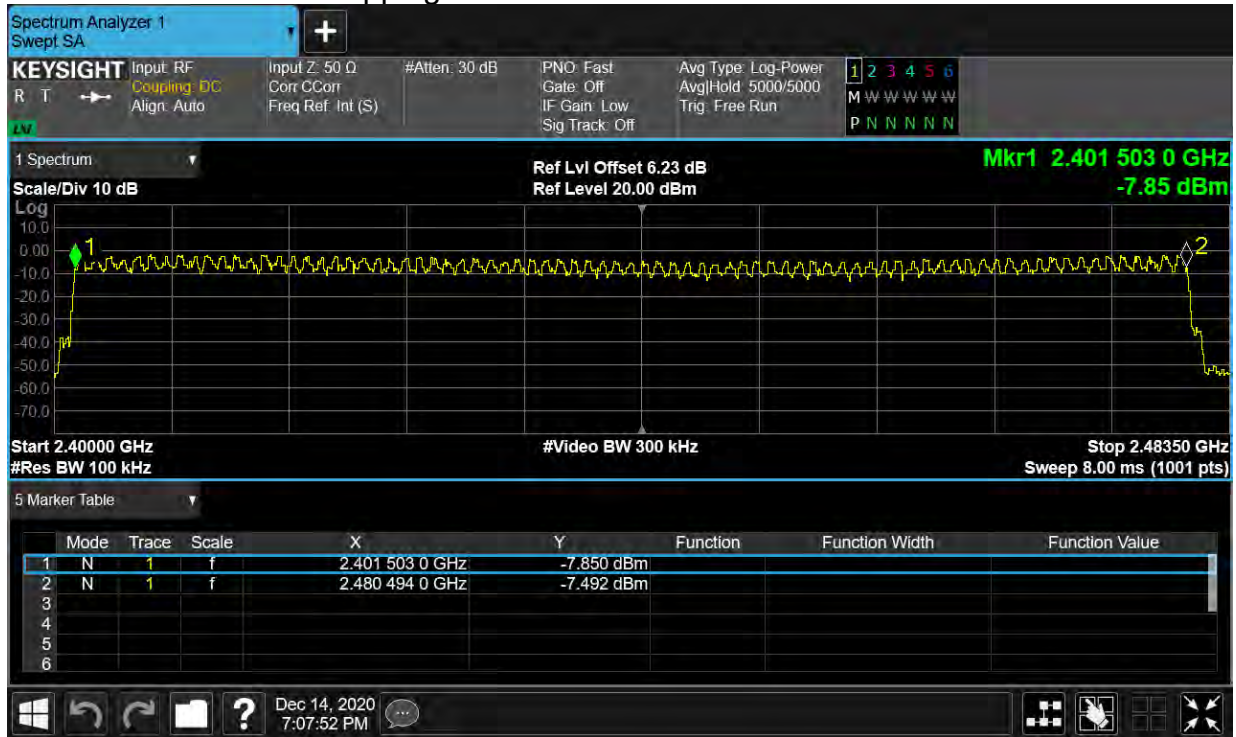 pping
Spectrum Analyzer 1
Swept SA
+
KEYSIGHT Input: RF Input Z: 50 Ω #Atten: 30 dB PNO: Fast Avg Type: Log-Power 1 2 3 4 5 6
R T Coupling: DC Corr CCorr Gate: Off Avg|Hold: 5000/5000 M W W W W W
Align: Auto Freq Ref: Int (S) IF Gain: Low Trig: Free Run P N N N N N
LXI Sig Track: Off
1 Spectrum Ref Lvl Offset 6.23 dB Mkr1 2.401 503 0 GHz
Scale/Div 10 dB Ref Level 20.00 dBm -7.85 dBm
Log
10.0
0.00 1 2
-10.0
-20.0
-30.0
-40.0
-50.0
-60.0
-70.0
Start 2.40000 GHz #Video BW 300 kHz Stop 2.48350 GHz
#Res BW 100 kHz Sweep 8.00 ms (1001 pts)
5 Marker Table
Mode Trace Scale X Y Function Function Width Function Value
1 N 1 f 2.401 503 0 GHz -7.850 dBm
2 N 1 f 2.480 494 0 GHz -7.492 dBm
3
4
5
6
? Dec 14, 2020
7:07:52 PM